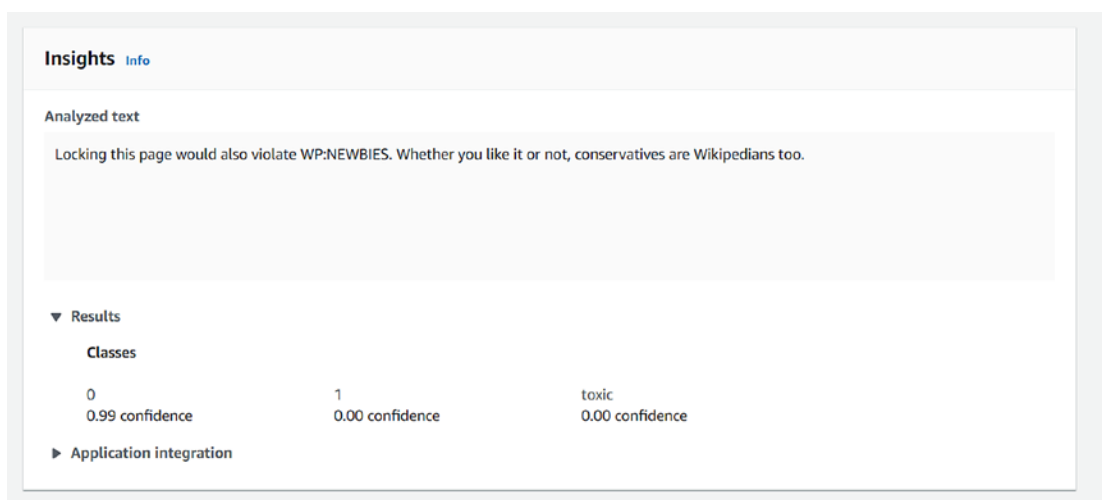 Insights Info
Analyzed text
Locking this page would also violate WP:NEWBIES. Whether you like it or not, conservatives are Wikipedians too.
Results
Classes
0 1 toxic
0.99 confidence 0.00 confidence 0.00 confidence
Application integration